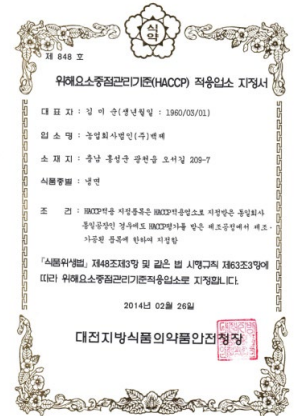 식약
제 848 호
위해요소중점관리기준(HACCP) 적용업소 지정서
대 표 자 : 김 미 순(생년월일 : 1960/03/01)
업 소 명 : 농업회사법인(주)백제
소 재 지 : 충남 홍성군 광천읍 오서길 209-7
식품종별 : 냉면
조 건 : HACCP적용 지정품목은 HACCP적용업소로 지정받은 동일회사
동일공장인 경우에도 HACCP평가를 받은 제조공정에서 제조·
가공된 품목에 한하여 지정함
「식품위생법」제48조제3항 및 같은 법 시행규칙 제63조3항에
따라 위해요소중점관리기준적용업소로 지정합니다.
2014년 02월 26일
대전지방식품의약품안전청장